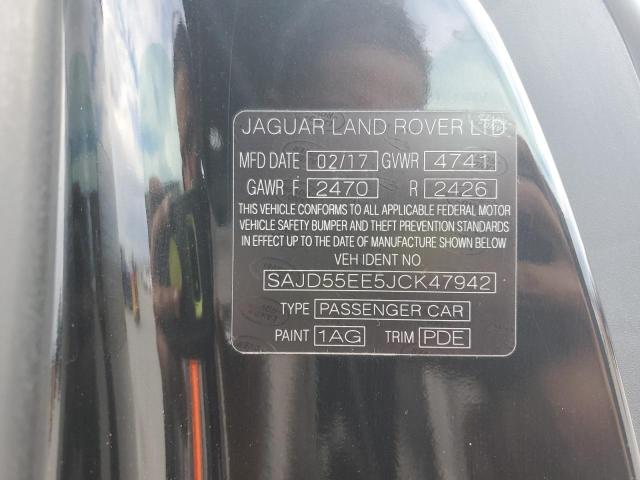 JAGUAR LAND ROVER LTD
MFD DATE 02/17 GVWR 4741
GAWR F 2470 R 2426
THIS VEHICLE CONFORMS TO ALL APPLICABLE FEDERAL MOTOR
VEHICLE SAFETY BUMPER AND THEFT PREVENTION STANDARDS
IN EFFECT UP TO THE DATE OF MANUFACTURE SHOWN BELOW
VEH IDENT NO
SAJD55EE5JCK47942
TYPE PASSENGER CAR
PAINT 1AG TRIM PDE